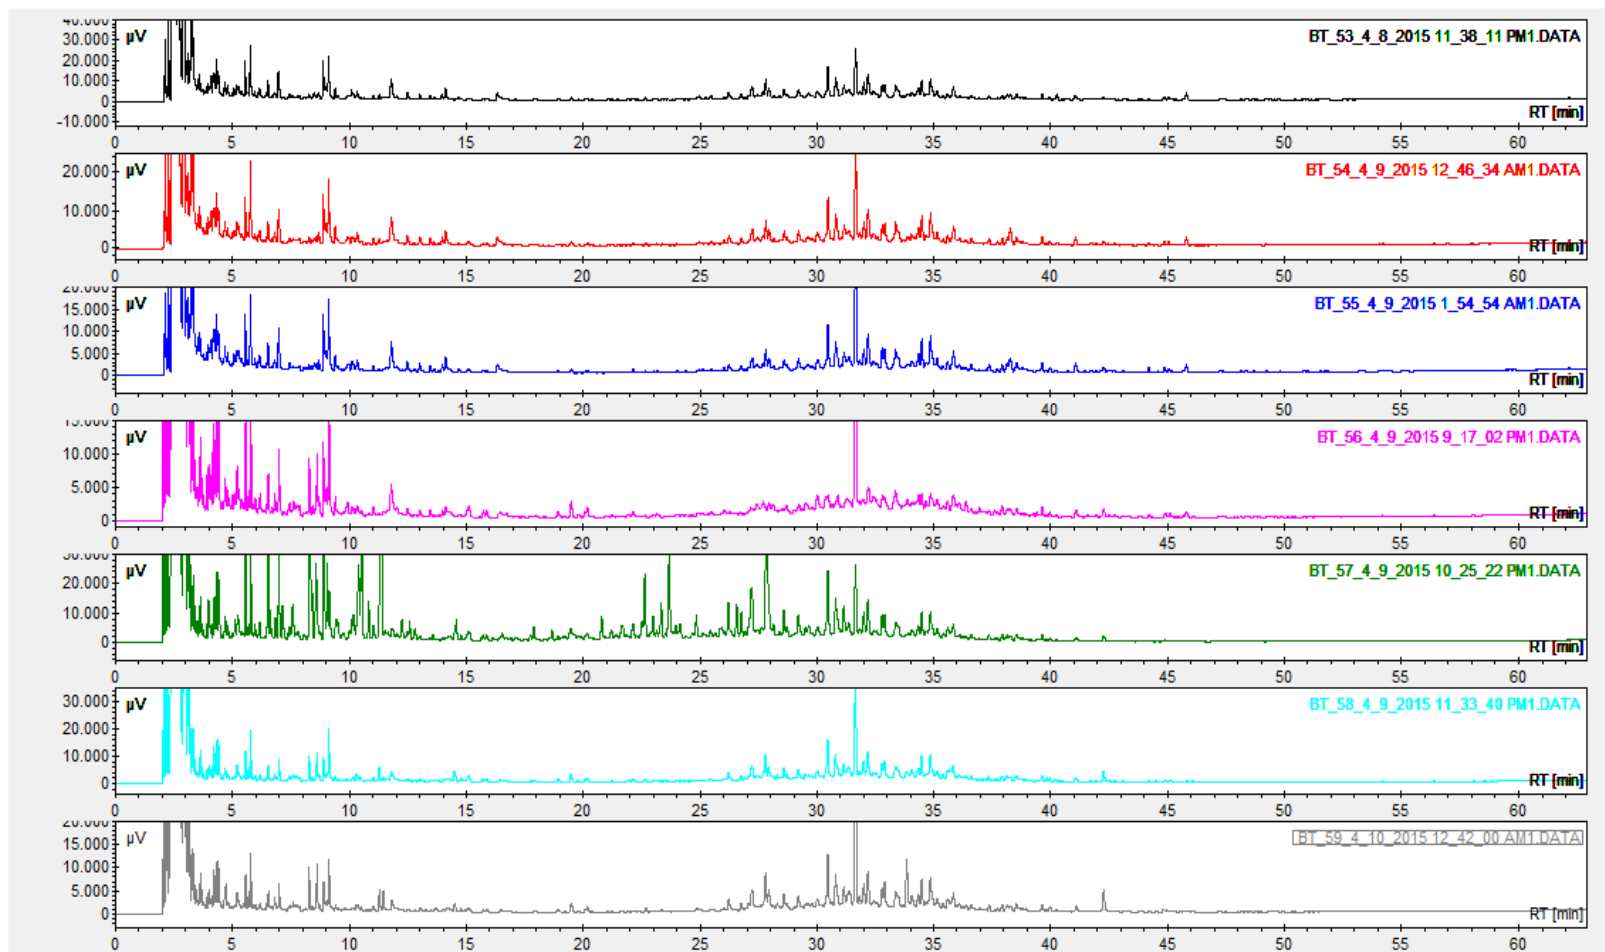 40.000
µV
BT_53_4_8_2015 11_38_11 PM1.DATA
30.000
20.000
10.000
0
-10.000
RT [min]
0 5 10 15 20 25 30 35 40 45 50 55 60
µV
BT_54_4_9_2015 12_46_34 AM1.DATA
20.000
10.000
0
RT [min]
0 5 10 15 20 25 30 35 40 45 50 55 60
20.000
µV
BT_55_4_9_2015 1_54_54 AM1.DATA
15.000
10.000
5.000
0
RT [min]
0 5 10 15 20 25 30 35 40 45 50 55 60
15.000
µV
BT_56_4_9_2015 9_17_02 PM1.DATA
10.000
5.000
0
RT [min]
0 5 10 15 20 25 30 35 40 45 50 55 60
30.000
µV
BT_57_4_9_2015 10_25_22 PM1.DATA
20.000
10.000
0
RT [min]
0 5 10 15 20 25 30 35 40 45 50 55 60
µV
BT_58_4_9_2015 11_33_40 PM1.DATA
30.000
20.000
10.000
0
RT [min]
0 5 10 15 20 25 30 35 40 45 50 55 60
20.000
µV
BT_59_4_10_2015 12_42_00 AM1.DATA
15.000
10.000
5.000
0
RT [min]
0 5 10 15 20 25 30 35 40 45 50 55 60